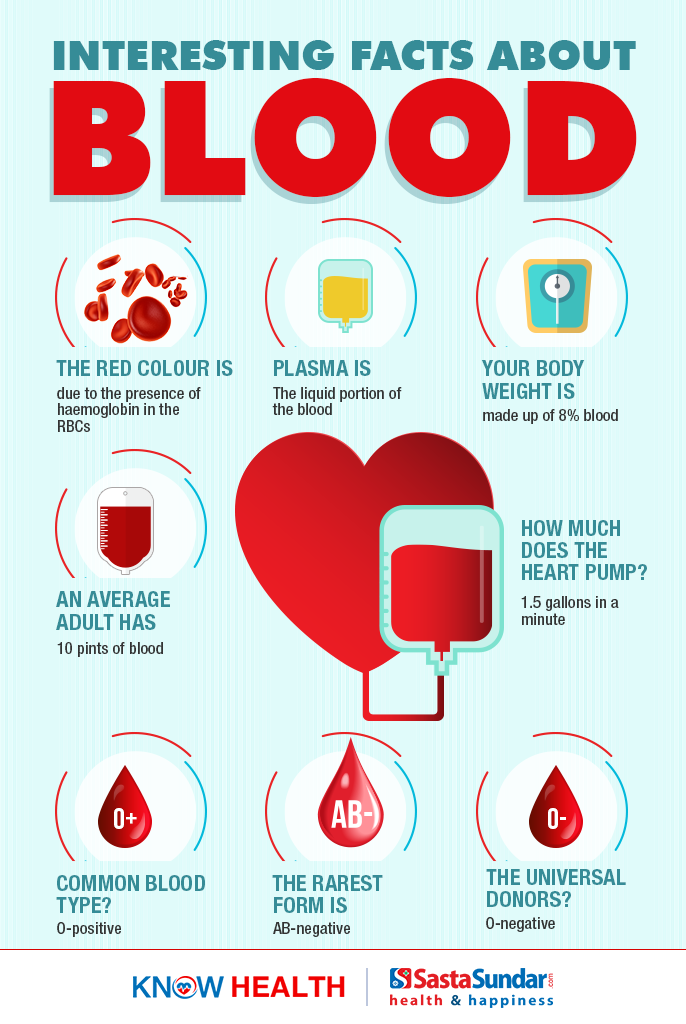 INTERESTING FACTS ABOUT
BLOOD
THE RED COLOUR IS
due to the presence of
haemoglobin in the
RBCs
PLASMA IS
The liquid portion of
the blood
YOUR BODY
WEIGHT IS
made up of 8% blood
AN AVERAGE
ADULT HAS
10 pints of blood
HOW MUCH
DOES THE
HEART PUMP?
1.5 gallons in a
minute
O+
COMMON BLOOD
TYPE?
O-positive
AB-
THE RAREST
FORM IS
AB-negative
O-
THE UNIVERSAL
DONORS?
O-negative
KNOW HEALTH
SastaSundar.com
health & happiness